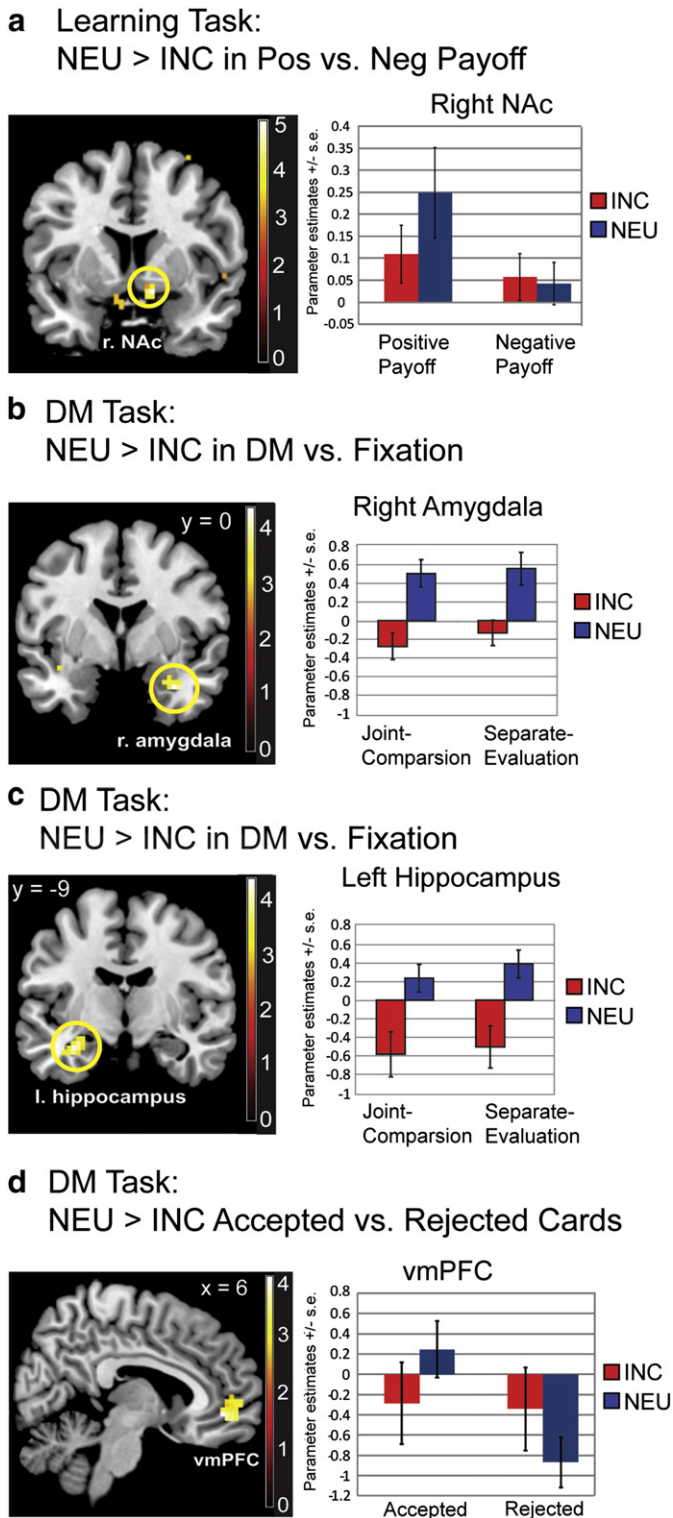 a Learning Task:
NEU > INC in Pos vs. Neg Payoff
Right NAc
5
4
3
2
1
0
r. NAc
Parameter estimates +/- s.e.
0.4
0.35
0.3
0.25
0.2
0.15
0.1
0.05
0
-0.05
INC
NEU
Positive Payoff
Negative Payoff
b DM Task:
NEU > INC in DM vs. Fixation
Right Amygdala
y = 0
4
3
2
1
0
r. amygdala
Parameter estimates +/- s.e.
0.8
0.6
0.4
0.2
0
-0.2
-0.4
-0.6
-0.8
-1
INC
NEU
Joint-
Comparsion
Separate-
Evaluation
c DM Task:
NEU > INC in DM vs. Fixation
Left Hippocampus
y = -9
4
3
2
1
0
l. hippocampus
Parameter estimates +/- s.e.
0.8
0.6
0.4
0.2
0
-0.2
-0.4
-0.6
-0.8
-1
INC
NEU
Joint-
Comparsion
Separate-
Evaluation
d DM Task:
NEU > INC Accepted vs. Rejected Cards
vmPFC
x = 6
4
3
2
1
0
vmPFC
Parameter estimates +/- s.e.
0.8
0.6
0.4
0.2
0
-0.2
-0.4
-0.6
-0.8
-1
-1.2
INC
NEU
Accepted
Rejected